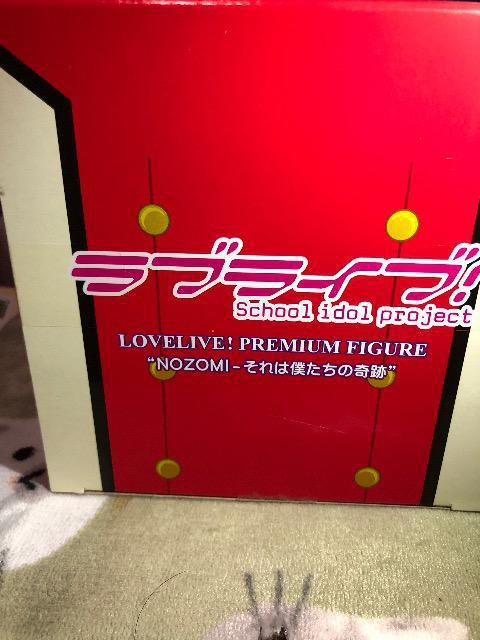 ラブライブ!
School idol project
LOVELIVE! PREMIUM FIGURE
“NOZOMI-それは僕たちの奇跡”